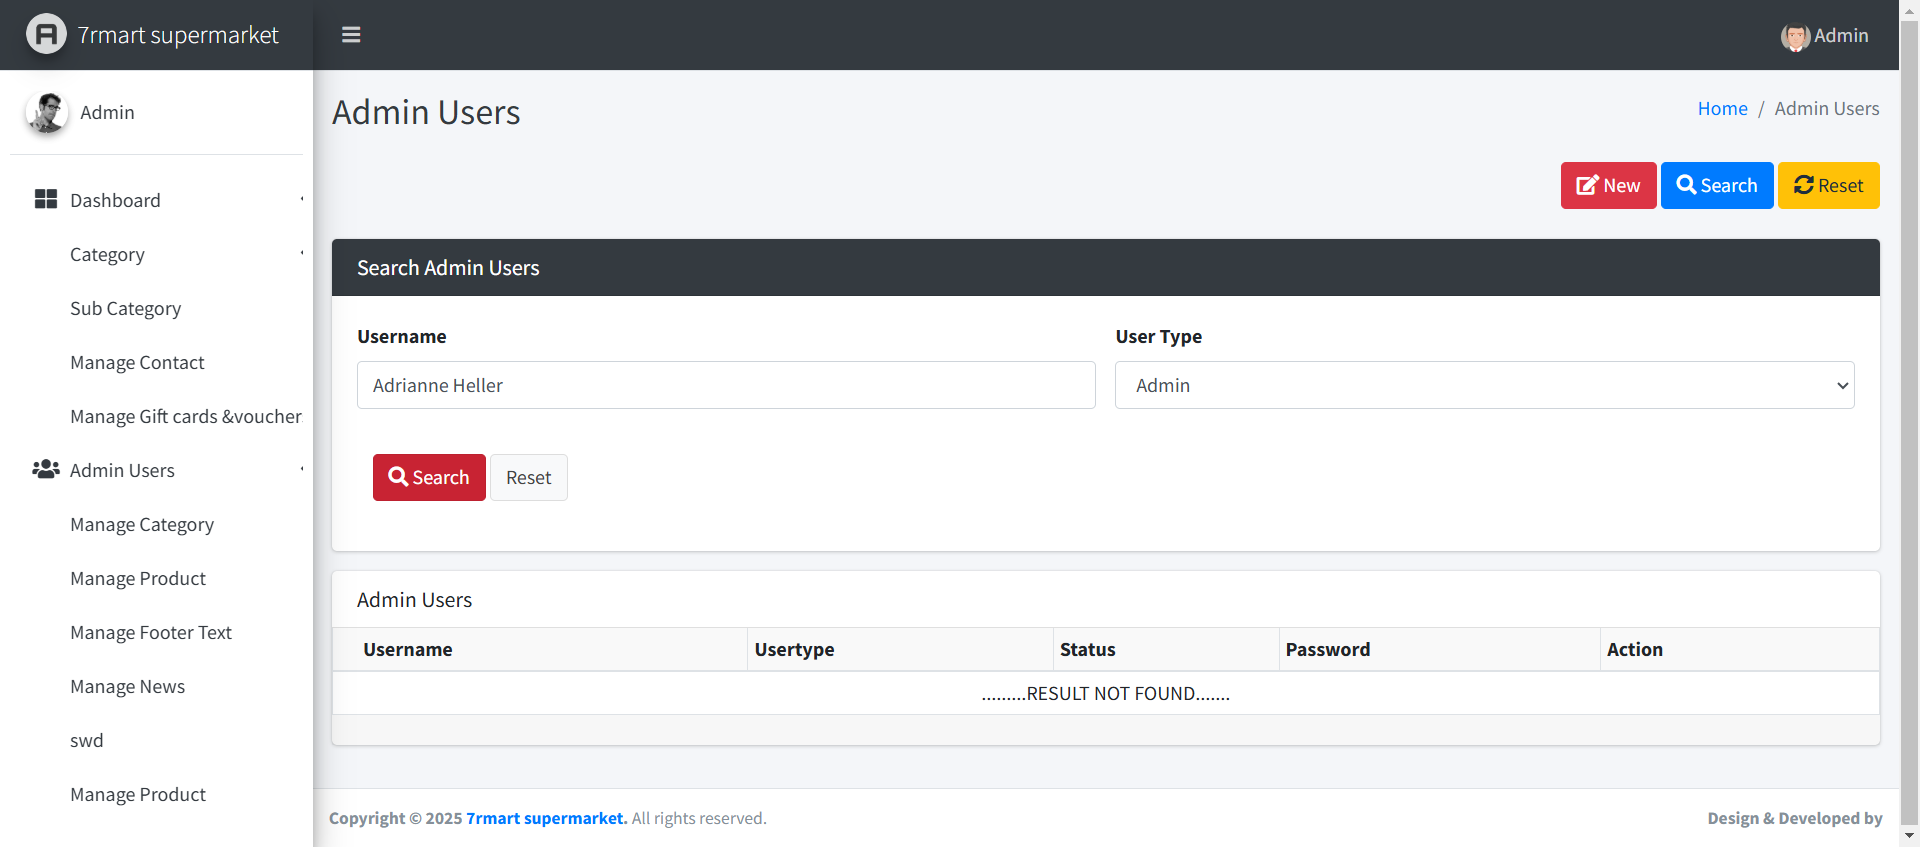 7rmart supermarket
Admin
Admin
Dashboard
Category
Sub Category
Manage Contact
Manage Gift cards &voucher
Admin Users
Manage Category
Manage Product
Manage Footer Text
Manage News
swd
Manage Product
Admin Users
Home / Admin Users
New Search Reset
Search Admin Users
Username User Type
Adrianne Heller Admin
Search Reset
Admin Users
Username Usertype Status Password Action
.........RESULT NOT FOUND.......
Copyright © 2025 7rmart supermarket. All rights reserved. Design & Developed by